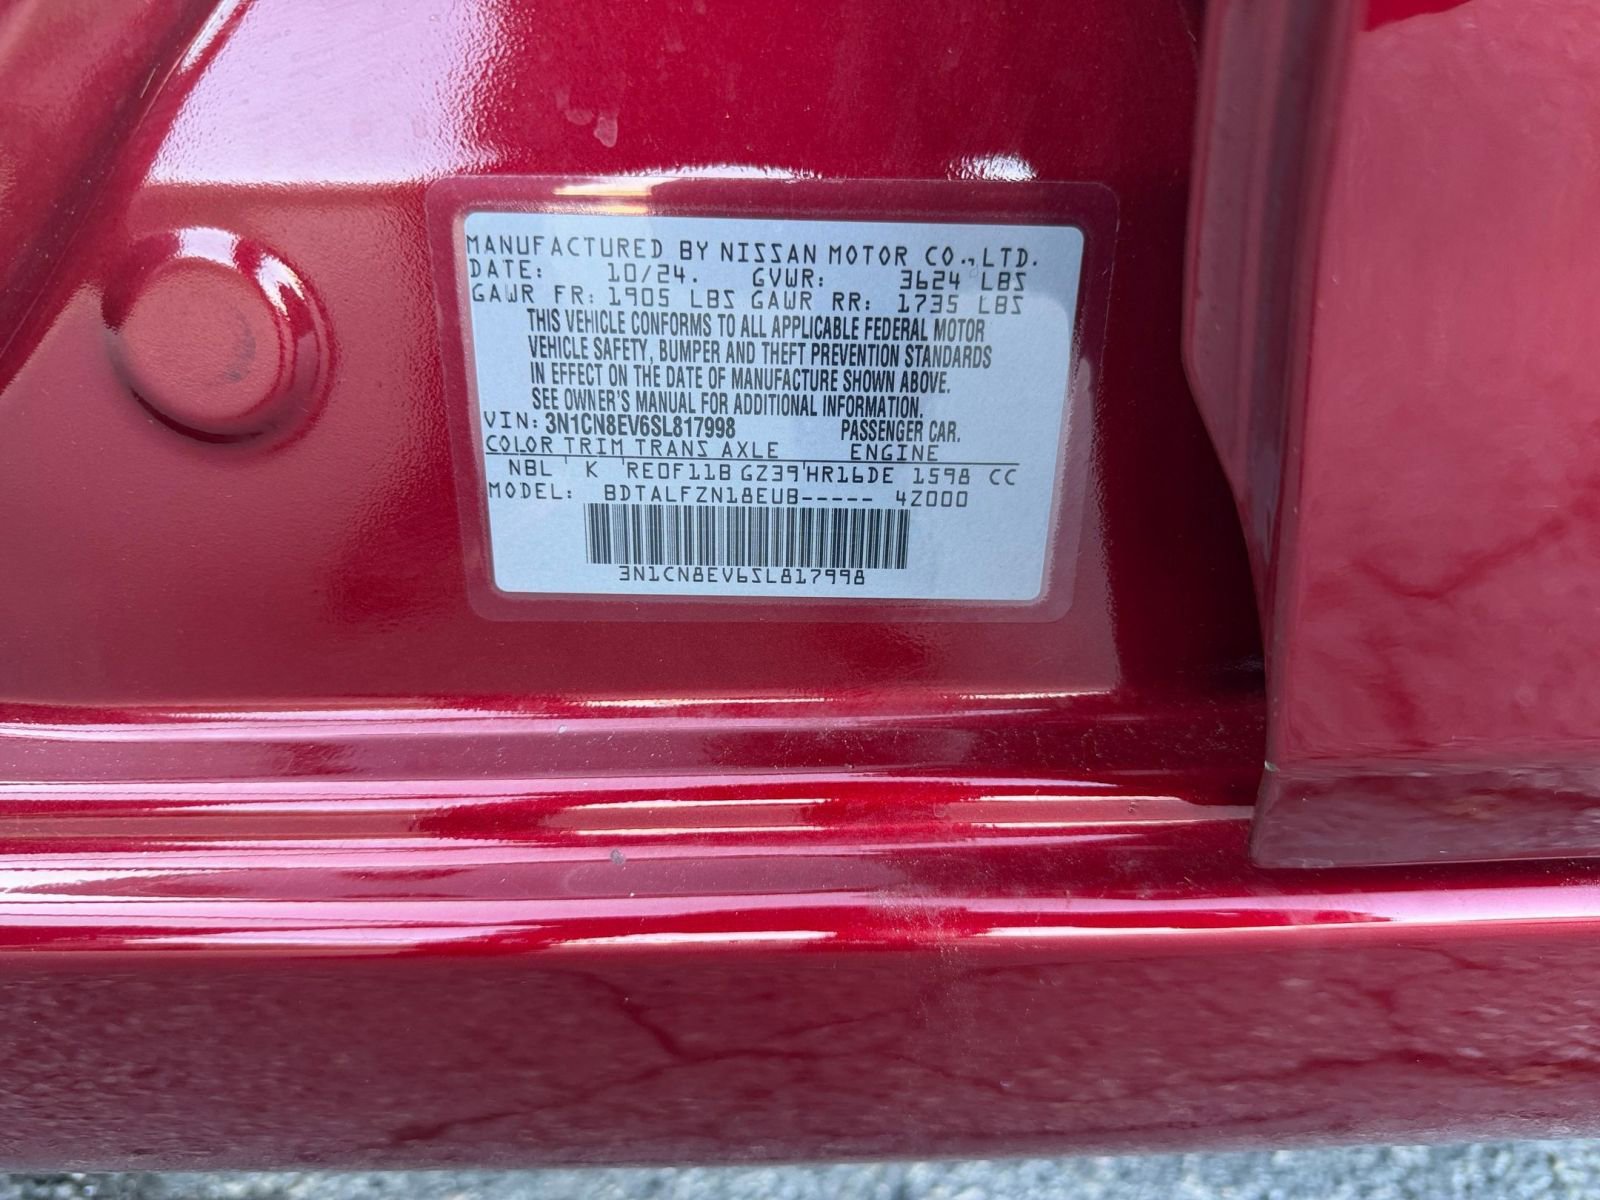 MANUFACTURED BY NISSAN MOTOR CO., LTD.
DATE: 10/24. GVWR: 3624 LBS
GAWR FR: 1905 LBS GAWR RR: 1735 LBS
THIS VEHICLE CONFORMS TO ALL APPLICABLE FEDERAL MOTOR
VEHICLE SAFETY, BUMPER AND THEFT PREVENTION STANDARDS
IN EFFECT ON THE DATE OF MANUFACTURE SHOWN ABOVE.
SEE OWNER'S MANUAL FOR ADDITIONAL INFORMATION.
VIN: 3N1CN8EV6SL817998 PASSENGER CAR.
COLOR TRIM TRANS AXLE ENGINE
NBL K RE0F11B GZ39 HR16DE 1598 CC
MODEL: BDTALFZN18EUB----- 4Z000
3N1CN8EV6SL817998